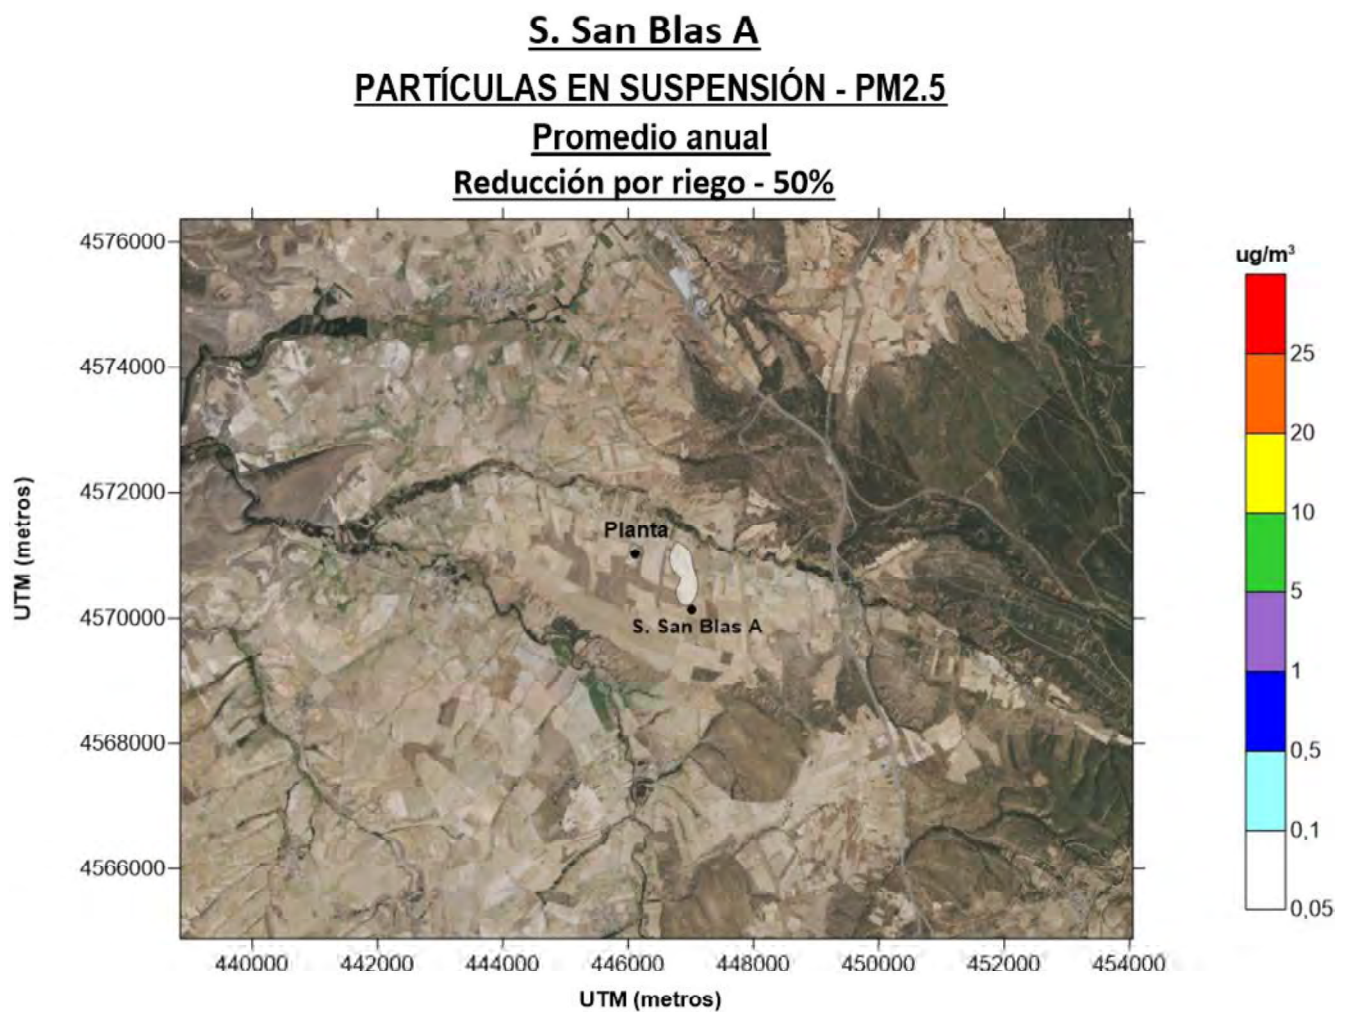 S. San Blas A
PARTÍCULAS EN SUSPENSIÓN - PM2.5
Promedio anual
Reducción por riego - 50%
4576000
4574000
4572000
4570000
4568000
4566000
UTM (metros)
Planta
S. San Blas A
440000 442000 444000 446000 448000 450000 452000 454000
UTM (metros)
ug/m³
25
20
10
5
1
0,5
0,1
0,05